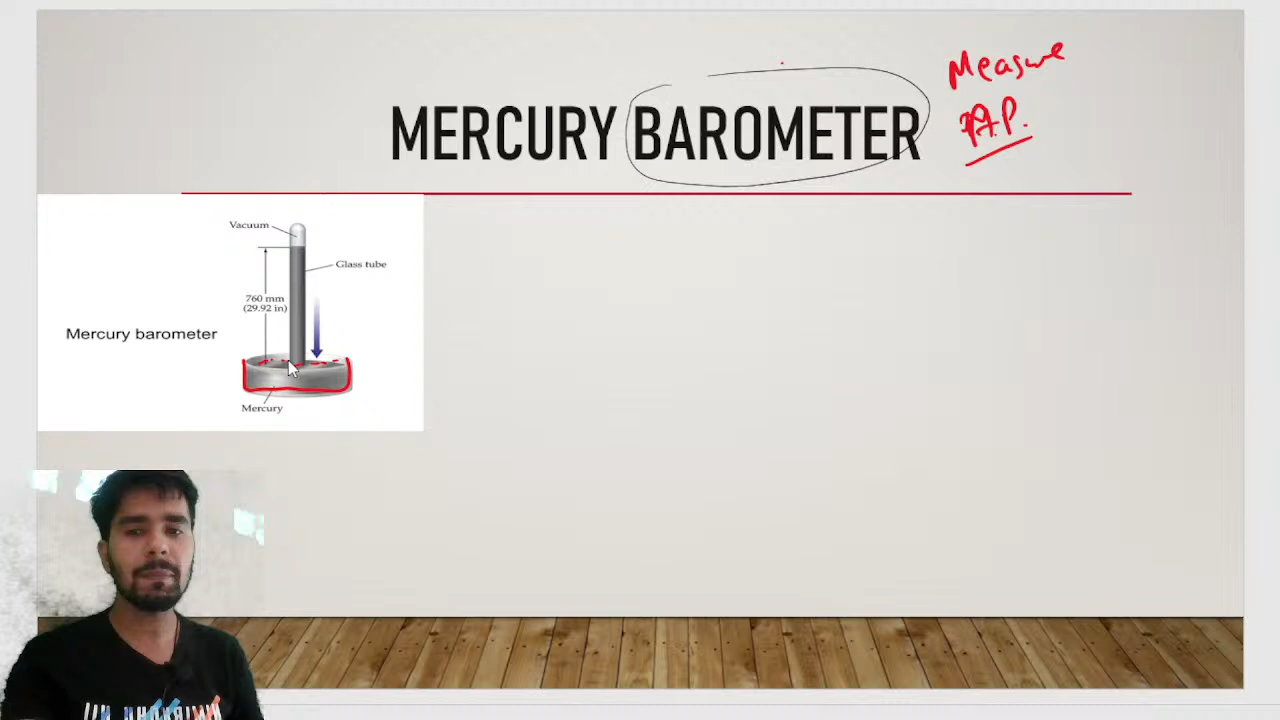 MERCURY BAROMETER
Measure
A.P.
Vacuum
Glass tube
760 mm
(29.92 in)
Mercury barometer
Mercury